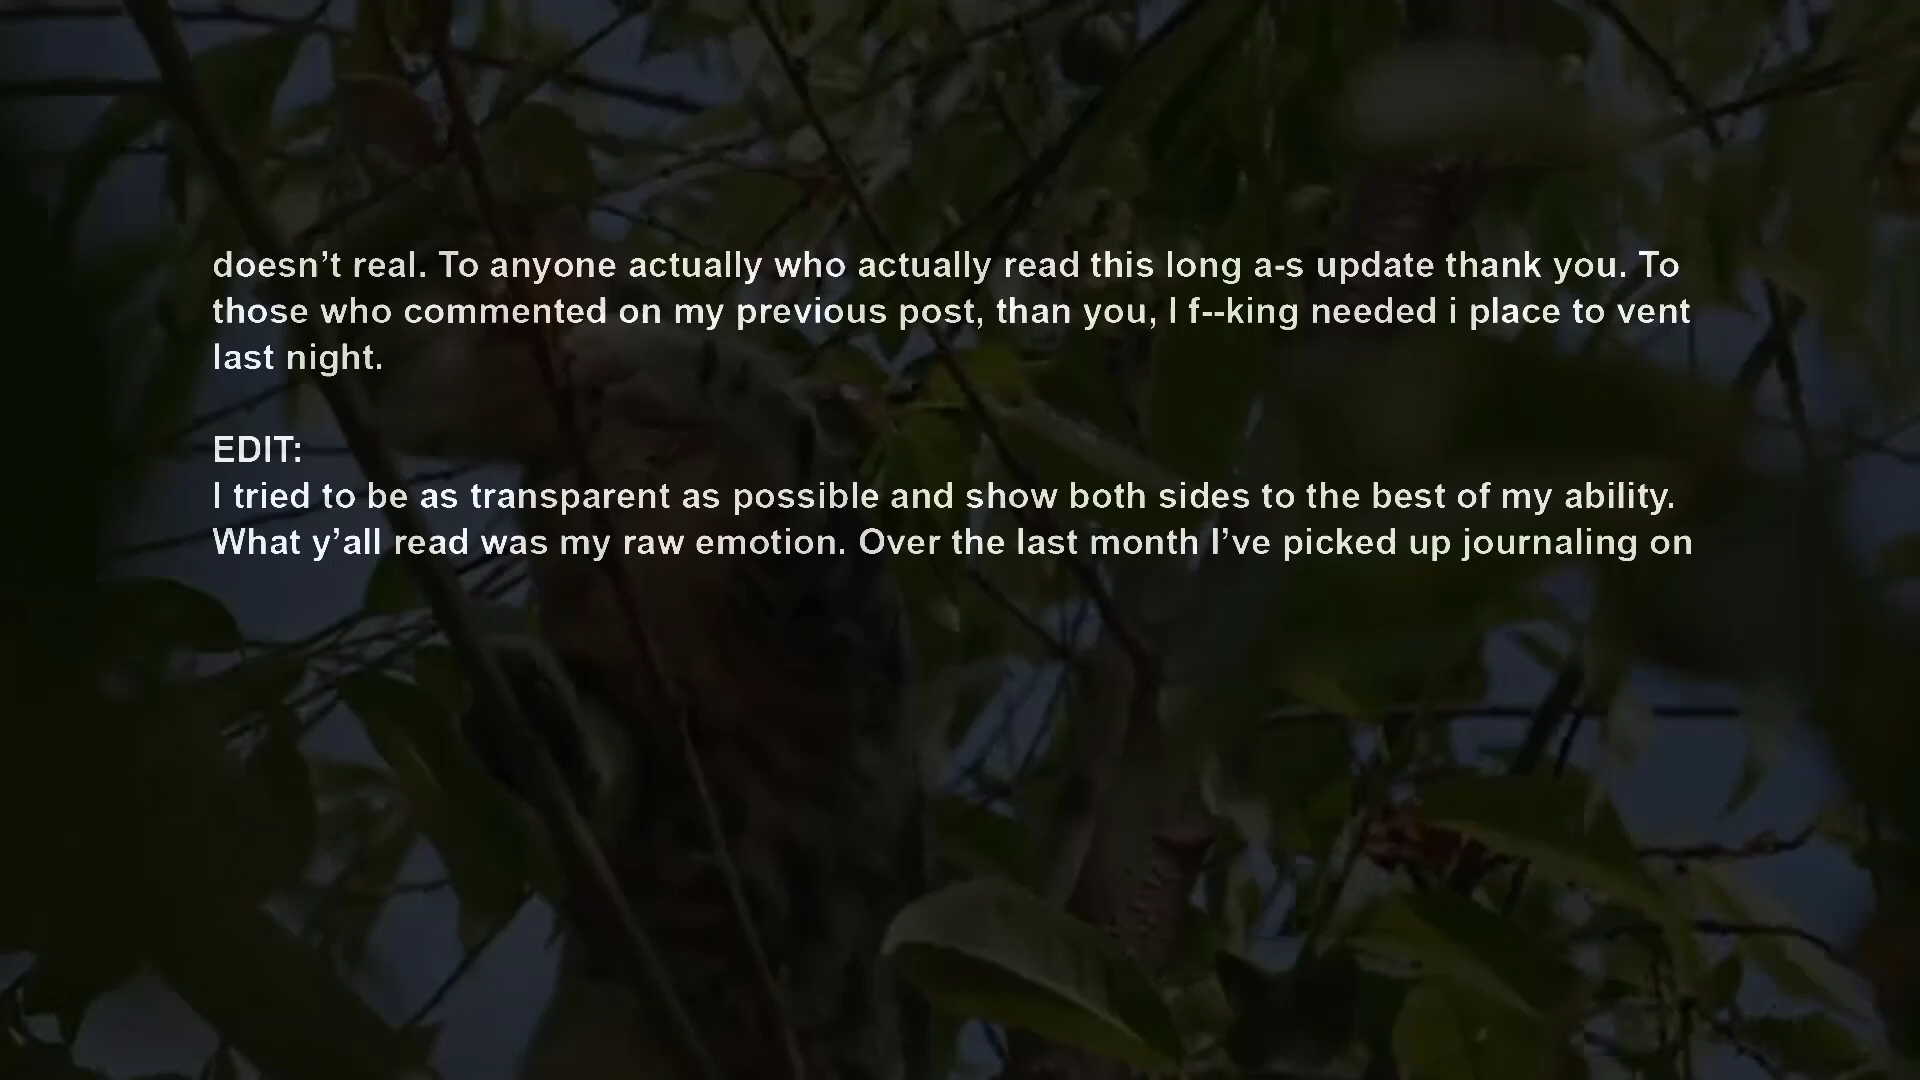 doesn’t real. To anyone actually who actually read this long a-s update thank you. To
those who commented on my previous post, than you, I f--king needed i place to vent
last night.
EDIT:
I tried to be as transparent as possible and show both sides to the best of my ability.
What y’all read was my raw emotion. Over the last month I’ve picked up journaling on